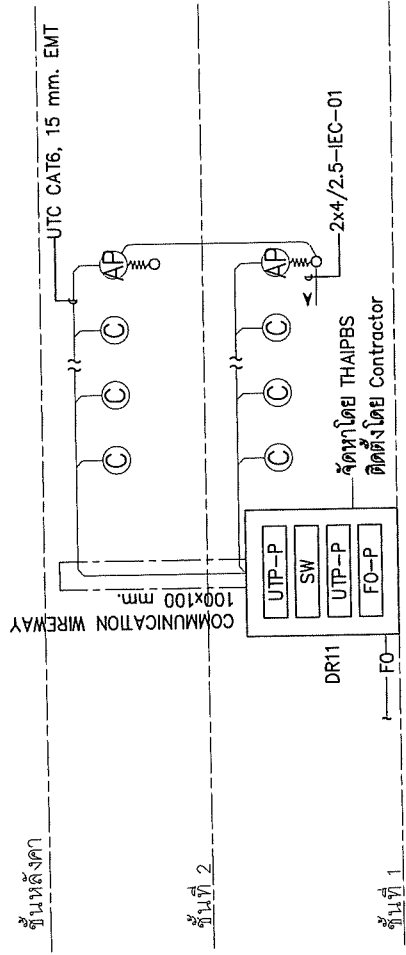 ชั้นหลังคา
UTC CAT6, 15 mm. EMT
C
C
C
AP
ชั้นที่ 2
COMMUNICATION WIREWAY
100x100 mm.
C
C
C
AP
2x4/2.5-IEC-01
UTP-P
SW
UTP-P
FO-P
จัดหาโดย THAIPBS
ติดตั้งโดย Contractor
DR11
FO
ชั้นที่ 1